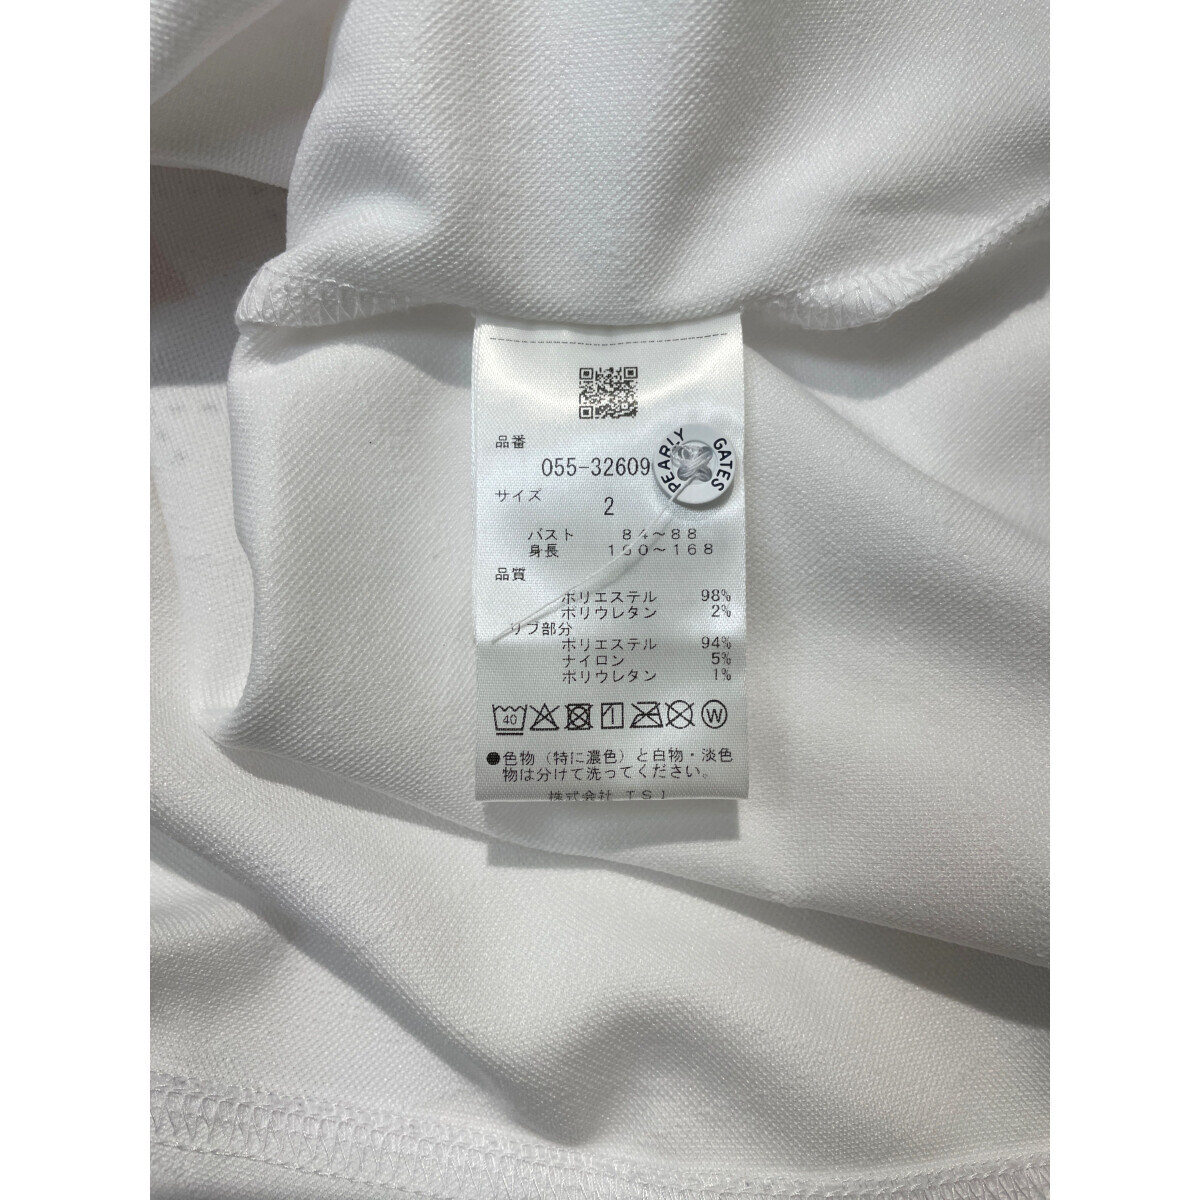 品番
055-32609
PEARLY GATES
サイズ
2
バスト 84~88
身長 160~168
品質
ポリエステル 98%
ポリウレタン 2%
リブ部分
ポリエステル 94%
ナイロン 5%
ポリウレタン 1%
40 1 W
●色物(特に濃色)と白物・淡色
物は分けて洗ってください。
株式会社 TSI